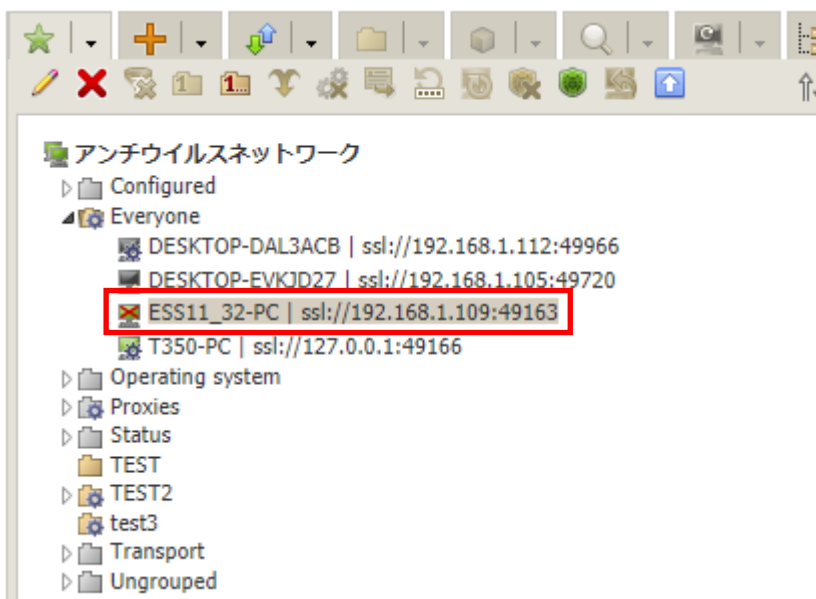 アンチウイルスネットワーク
Configured
Everyone
DESKTOP-DAL3ACB | ssl://192.168.1.112:49966
DESKTOP-EVKJD27 | ssl://192.168.1.105:49720
ESS11_32-PC | ssl://192.168.1.109:49163
T350-PC | ssl://127.0.0.1:49166
Operating system
Proxies
Status
TEST
TEST2
test3
Transport
Ungrouped